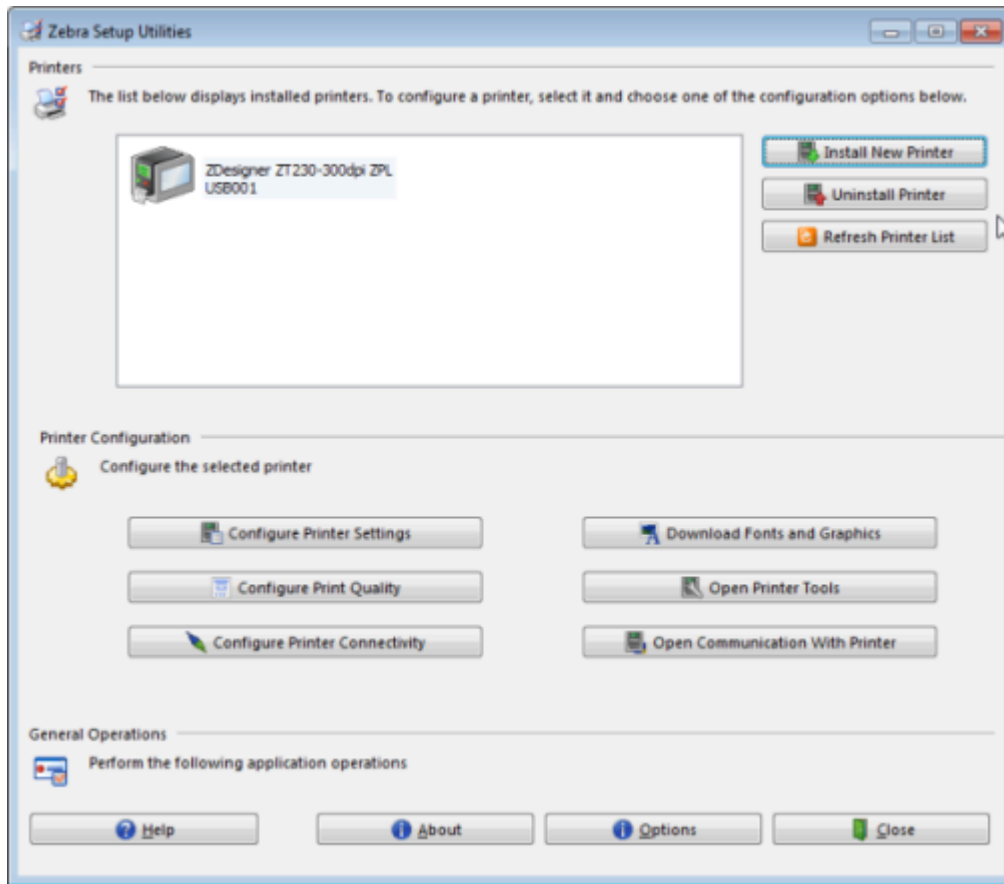 Zebra Setup Utilities
Printers
The list below displays installed printers. To configure a printer, select it and choose one of the configuration options below.
ZDesigner ZT230-300dpi ZPL
USB001
Install New Printer
Uninstall Printer
Refresh Printer List
Printer Configuration
Configure the selected printer
Configure Printer Settings
Download Fonts and Graphics
Configure Print Quality
Open Printer Tools
Configure Printer Connectivity
Open Communication With Printer
General Operations
Perform the following application operations
Help
About
Options
Close